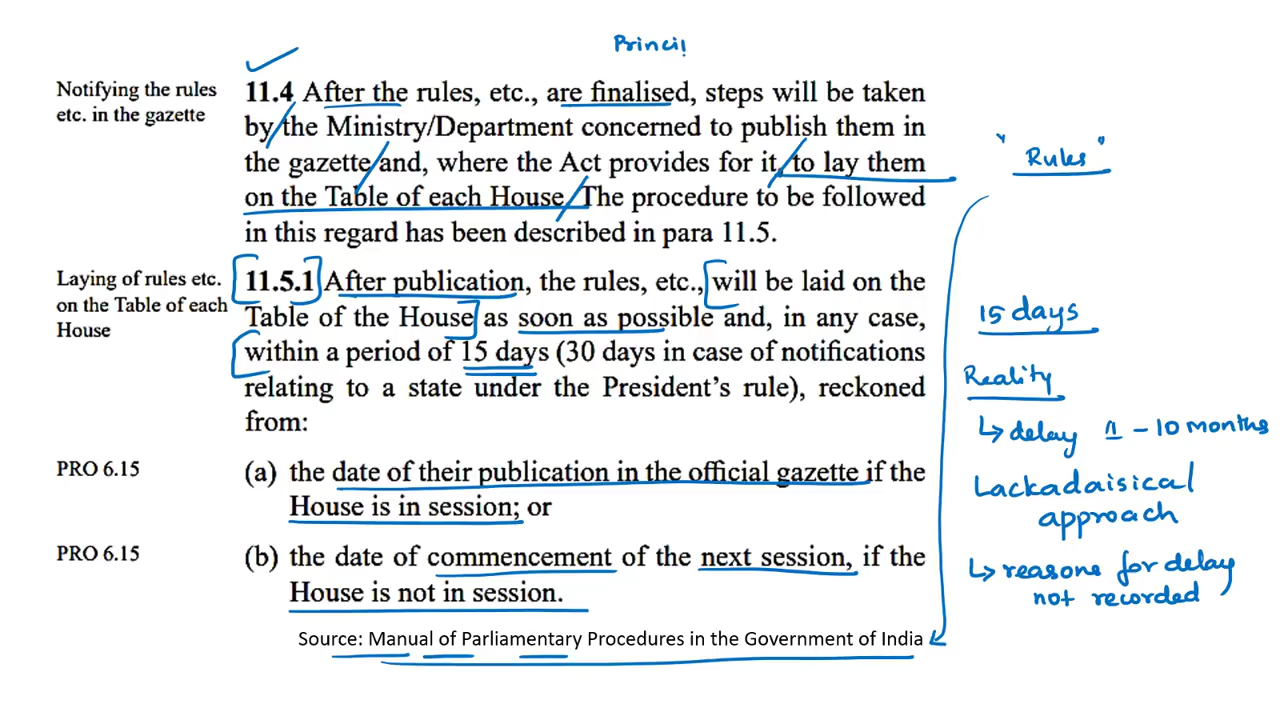 Princi
Notifying the rules
etc. in the gazette
11.4 After the rules, etc., are finalised, steps will be taken
by the Ministry/Department concerned to publish them in
the gazette and, where the Act provides for it, to lay them
on the Table of each House. The procedure to be followed
in this regard has been described in para 11.5.
Laying of rules etc.
on the Table of each
House
11.5.1 After publication, the rules, etc., will be laid on the
Table of the House as soon as possible and, in any case,
within a period of 15 days (30 days in case of notifications
relating to a state under the President's rule), reckoned
from:
PRO 6.15
(a) the date of their publication in the official gazette if the
House is in session; or
PRO 6.15
(b) the date of commencement of the next session, if the
House is not in session.
Source: Manual of Parliamentary Procedures in the Government of India
"Rules"
15 days
Reality
↳ delay - 10 months
Lackadaisical
approach
↳ reasons for delay
not recorded